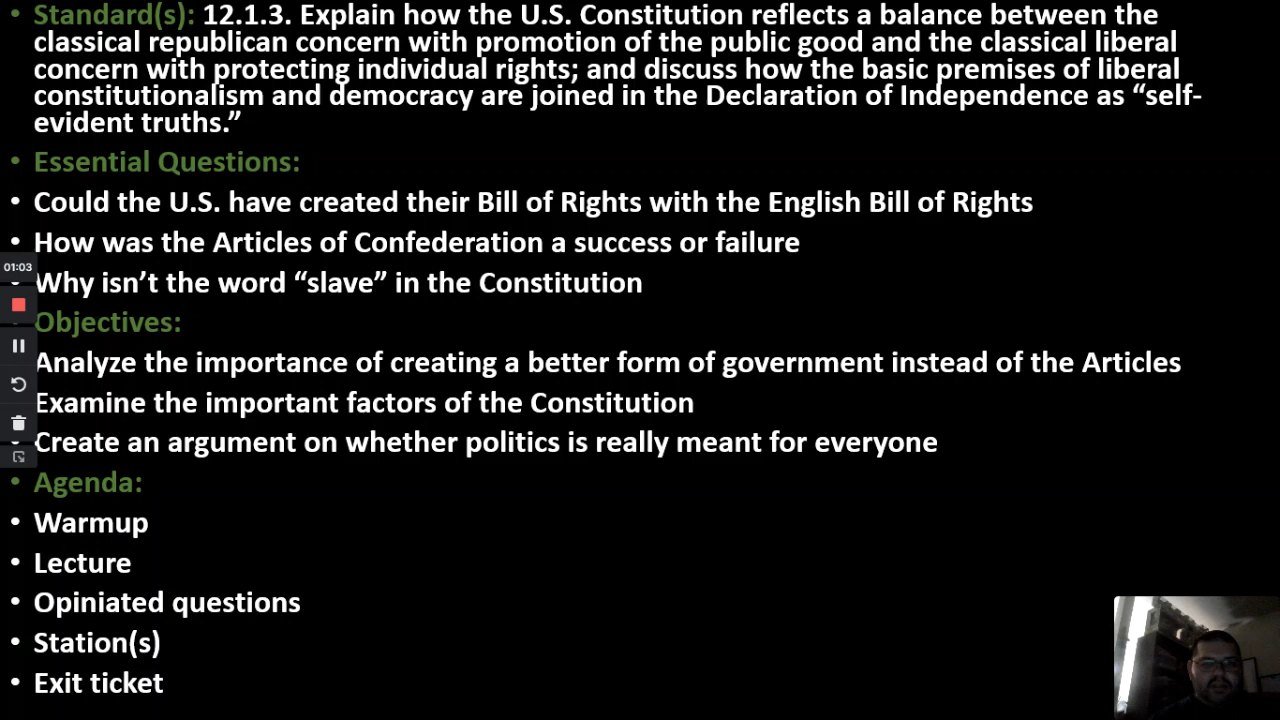 • Standard(s): 12.1.3. Explain how the U.S. Constitution reflects a balance between the
classical republican concern with promotion of the public good and the classical liberal
concern with protecting individual rights; and discuss how the basic premises of liberal
constitutionalism and democracy are joined in the Declaration of Independence as “self-
evident truths.”
• Essential Questions:
• Could the U.S. have created their Bill of Rights with the English Bill of Rights
• How was the Articles of Confederation a success or failure
01:03
Why isn’t the word “slave” in the Constitution
Objectives:
Analyze the importance of creating a better form of government instead of the Articles
Examine the important factors of the Constitution
Create an argument on whether politics is really meant for everyone
• Agenda:
• Warmup
• Lecture
• Opiniated questions
• Station(s)
• Exit ticket